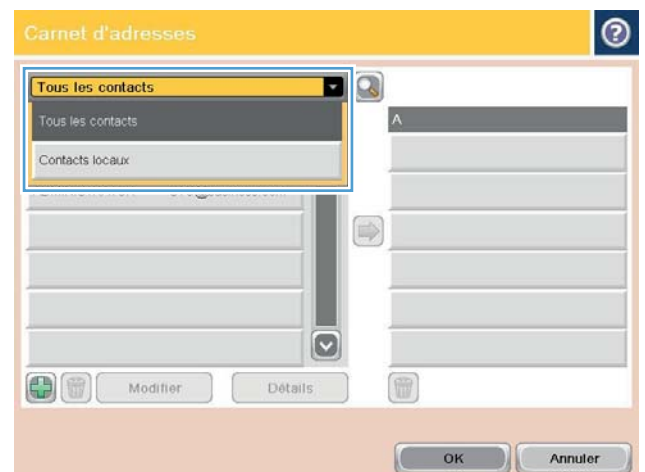 Carnet d'adresses
Tous les contacts
Tous les contacts
Contacts locaux
A
Modifier
Détails
OK
Annuler